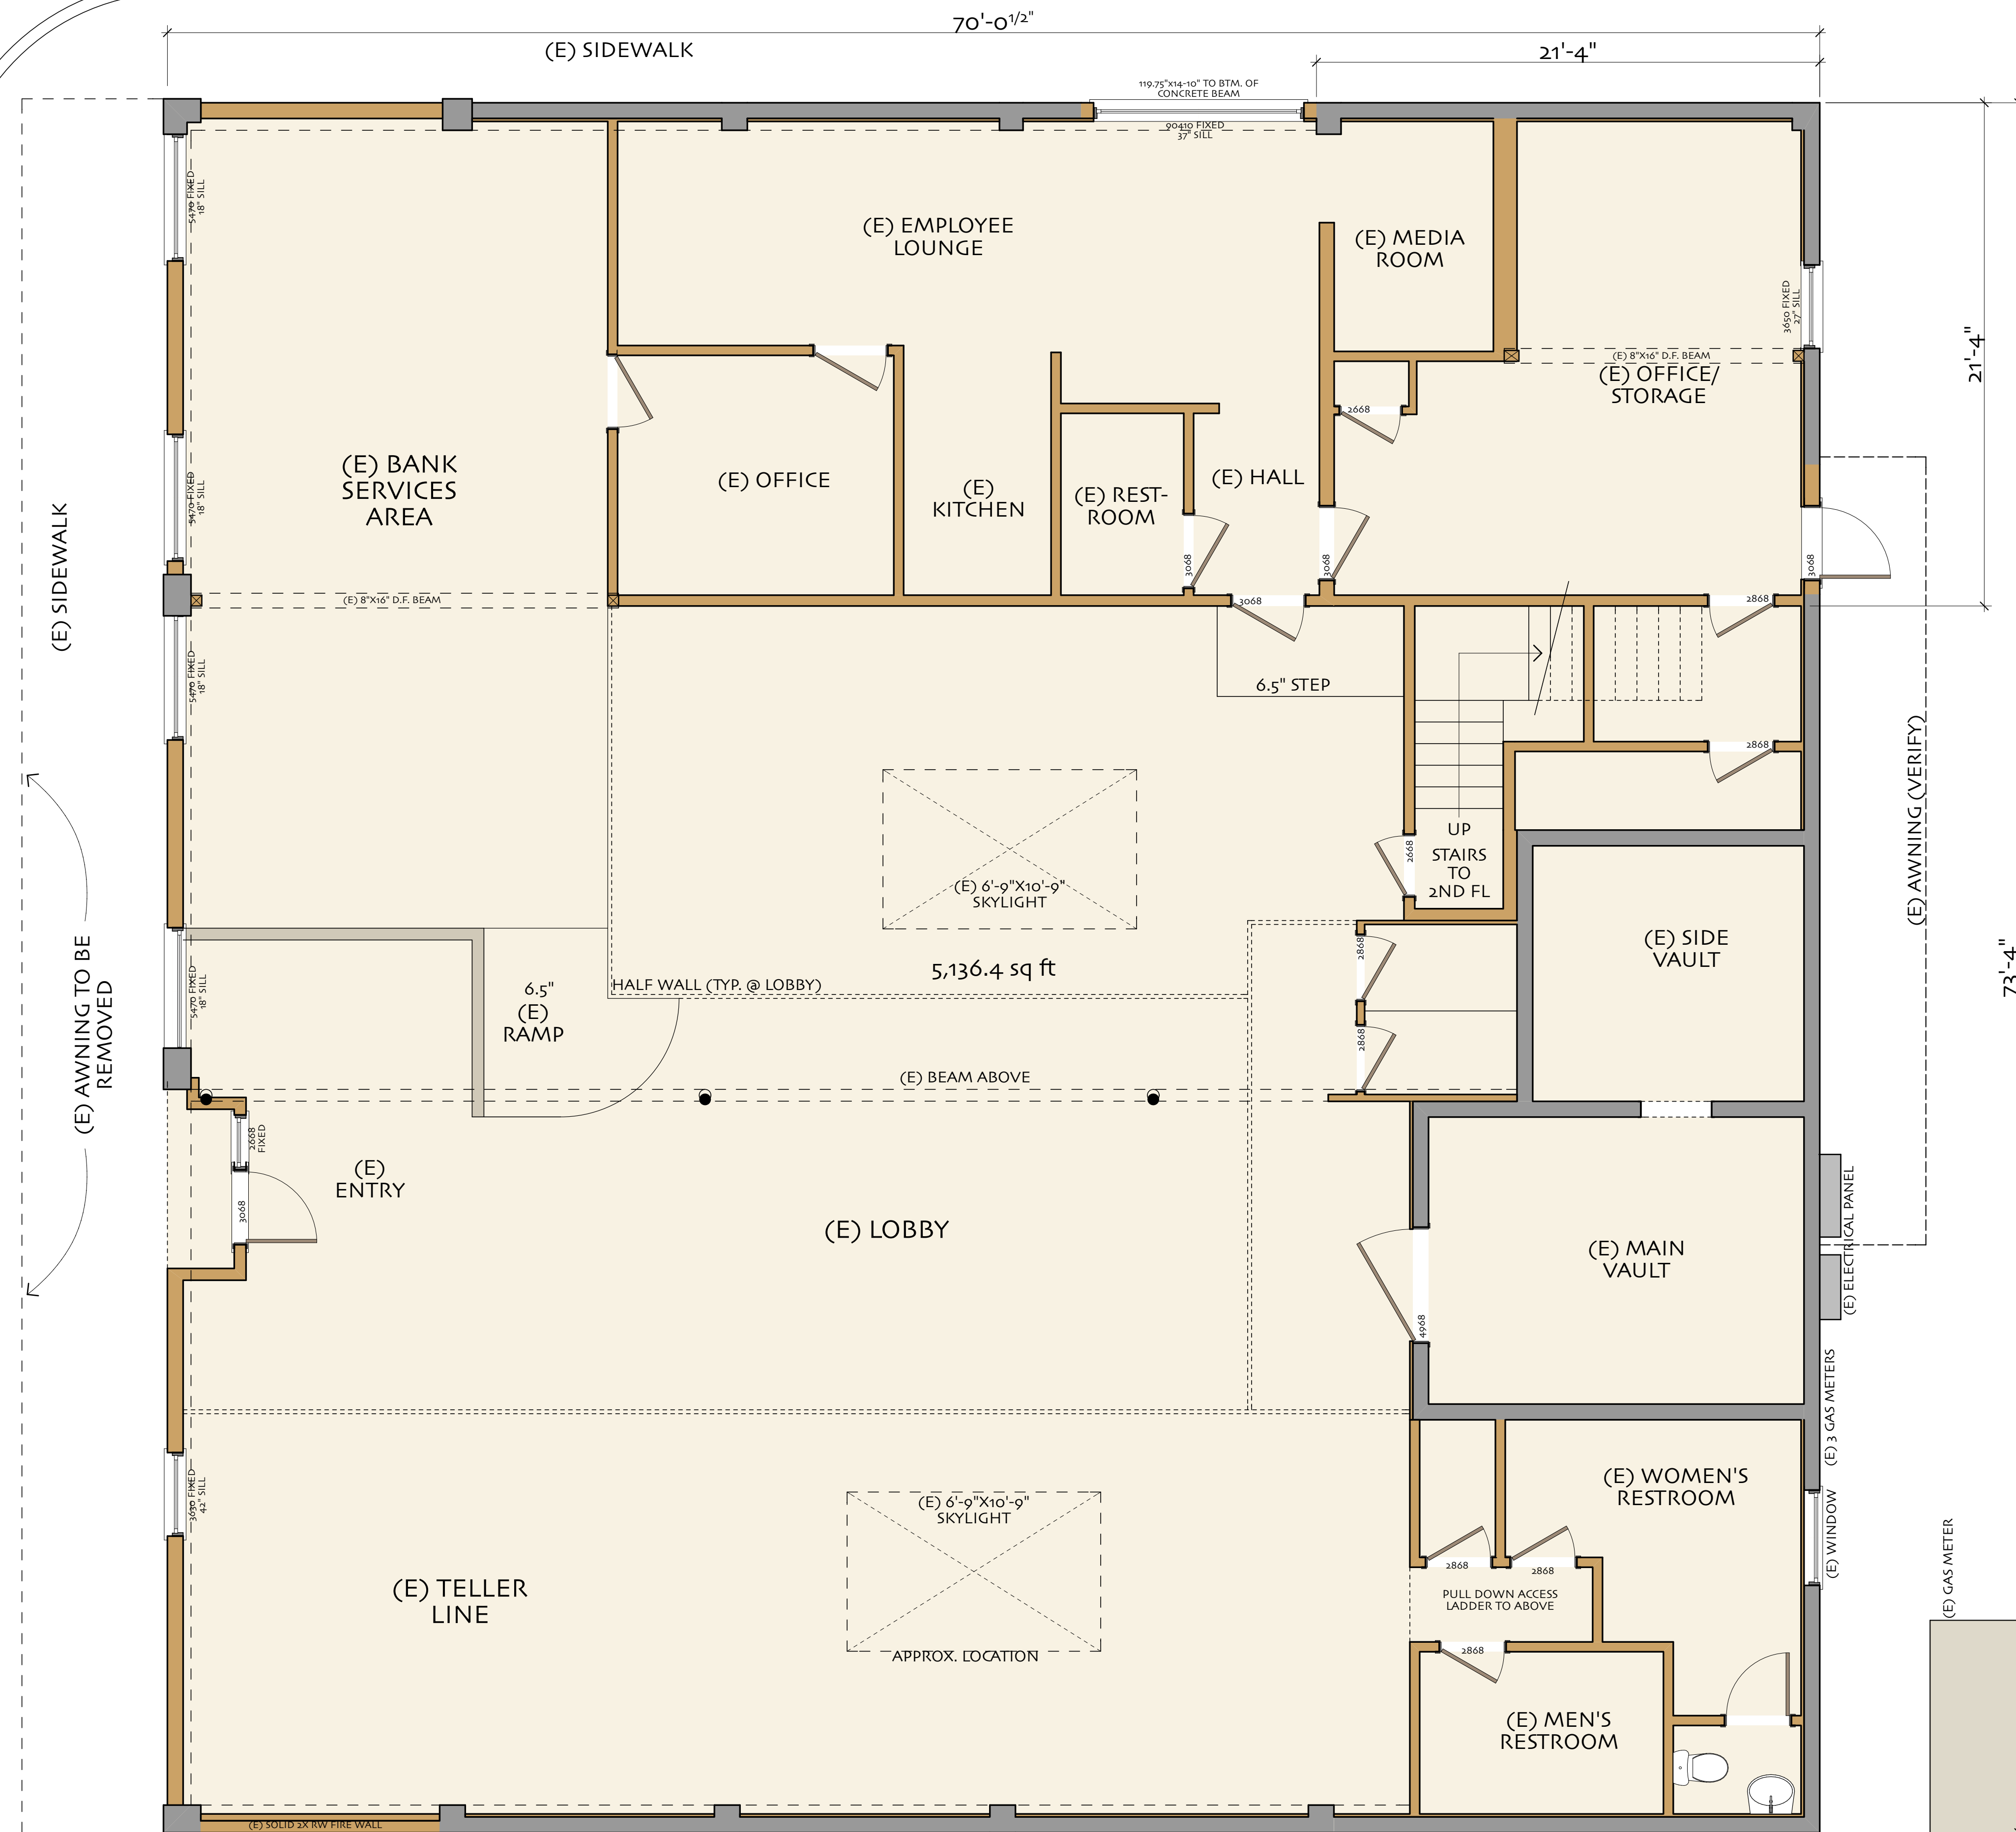 70'-0 1/2"
(E) SIDEWALK
21'-4"
119.75"X14-10" TO BTM. OF
CONCRETE BEAM
90410 FIXED
37" SILL
5470 FIXED
18" SILL
(E) EMPLOYEE
LOUNGE
(E) MEDIA
ROOM
3650 FIXED
27" SILL
(E) 8"X16" D.F. BEAM
(E) OFFICE/
STORAGE
21'-4"
2668
(E) BANK
SERVICES
AREA
5470 FIXED
18" SILL
(E) OFFICE
(E)
KITCHEN
(E) REST-
ROOM
(E) HALL
3068
3068
3068
(E) SIDEWALK
(E) 8"X16" D.F. BEAM
3068
2868
5470 FIXED
18" SILL
6.5" STEP
2868
(E) AWNING (VERIFY)
UP
STAIRS
TO
2ND FL
2668
(E) 6'-9"X10'-9"
SKYLIGHT
5,136.4 sq ft
HALF WALL (TYP. @ LOBBY)
2868
(E) SIDE
VAULT
73'-4"
5470 FIXED
18" SILL
6.5"
(E)
RAMP
(E) AWNING TO BE
REMOVED
2868
(E) BEAM ABOVE
2668
FIXED
(E)
ENTRY
3068
(E) LOBBY
(E) MAIN
VAULT
4968
(E) ELECTRICAL PANEL
(E) 3 GAS METERS
3630 FIXED
42" SILL
(E) 6'-9"X10'-9"
SKYLIGHT
(E) WOMEN'S
RESTROOM
(E) WINDOW
(E) GAS METER
2868
2868
(E) TELLER
LINE
PULL DOWN ACCESS
LADDER TO ABOVE
APPROX. LOCATION
2868
(E) MEN'S
RESTROOM
(E) SOLID 2X RW FIRE WALL